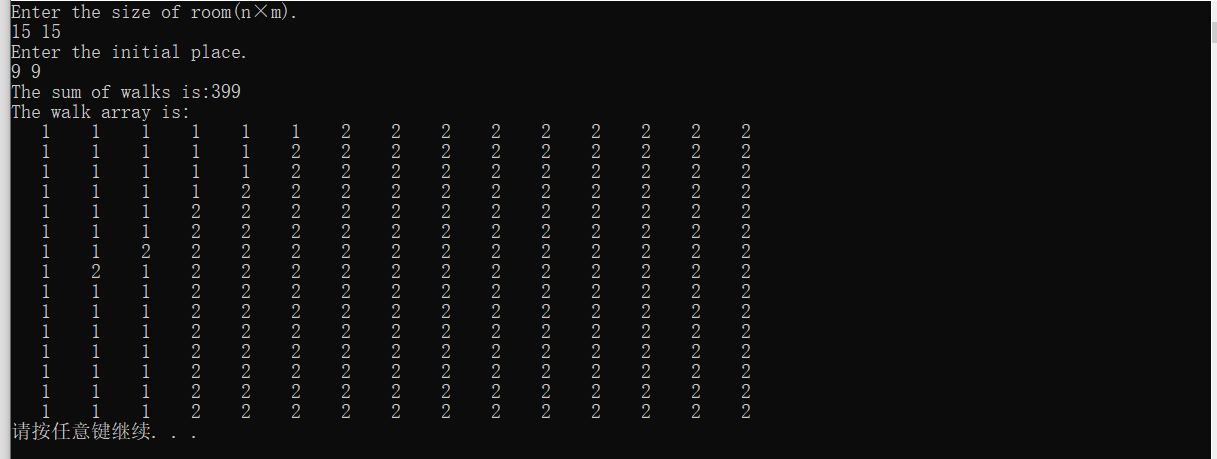 Enter the size of room(n×m).
15 15
Enter the initial place.
9 9
The sum of walks is:399
The walk array is:
1 1 1 1 1 1 2 2 2 2 2 2 2 2 2
1 1 1 1 1 2 2 2 2 2 2 2 2 2 2
1 1 1 1 1 2 2 2 2 2 2 2 2 2 2
1 1 1 1 2 2 2 2 2 2 2 2 2 2 2
1 1 1 2 2 2 2 2 2 2 2 2 2 2 2
1 1 1 2 2 2 2 2 2 2 2 2 2 2 2
1 1 2 2 2 2 2 2 2 2 2 2 2 2 2
1 2 1 2 2 2 2 2 2 2 2 2 2 2 2
1 1 1 2 2 2 2 2 2 2 2 2 2 2 2
1 1 1 2 2 2 2 2 2 2 2 2 2 2 2
1 1 1 2 2 2 2 2 2 2 2 2 2 2 2
1 1 1 2 2 2 2 2 2 2 2 2 2 2 2
1 1 1 2 2 2 2 2 2 2 2 2 2 2 2
1 1 1 2 2 2 2 2 2 2 2 2 2 2 2
1 1 1 2 2 2 2 2 2 2 2 2 2 2 2
请按任意键继续. . .